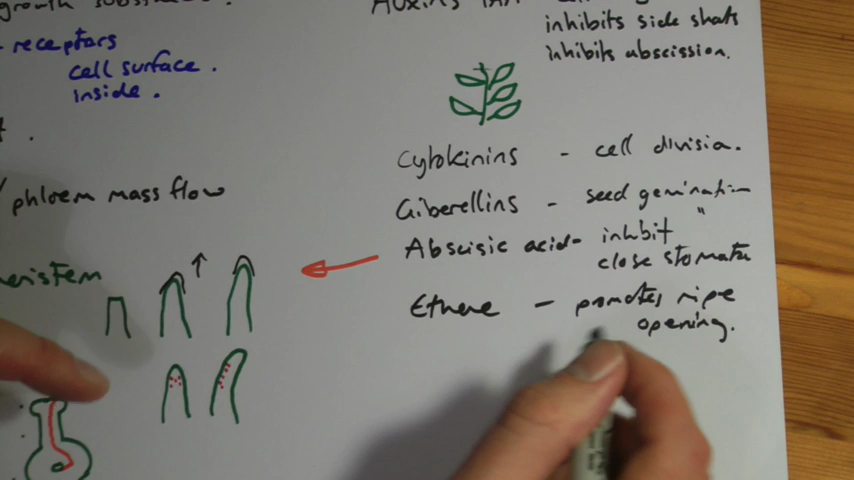 growth substances.
receptors
cell surface.
inside.
phloem mass flow
Auxins IAA
inhibits side shoots
inhibits abscission.
Cytokinins - cell division.
Giberellins - seed gemination
Abscisic acid - inhibit "
close stomata
Ethene - promotes ripe
opening.